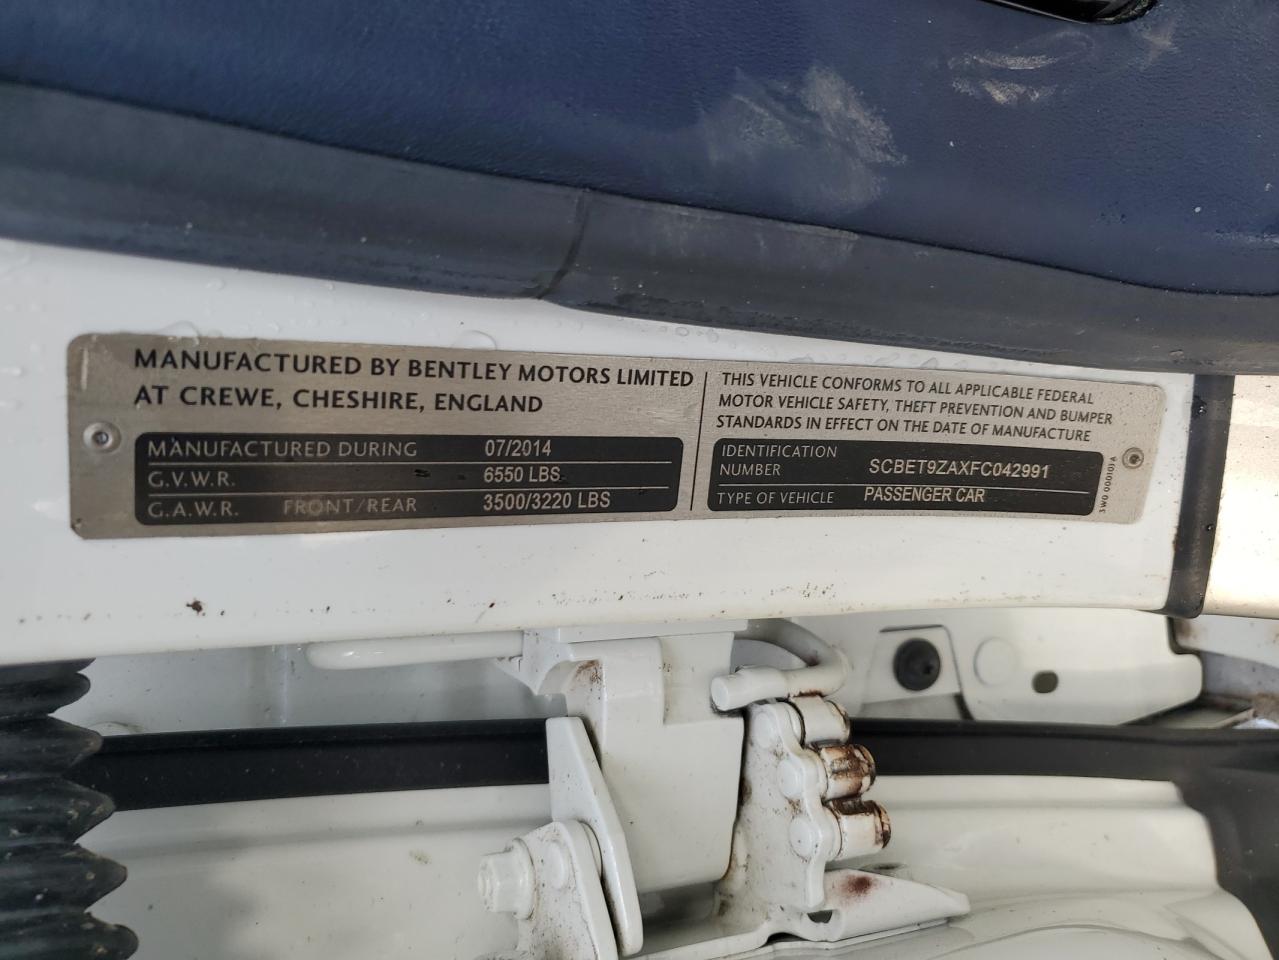 MANUFACTURED BY BENTLEY MOTORS LIMITED
AT CREWE, CHESHIRE, ENGLAND
MANUFACTURED DURING 07/2014
G.V.W.R. 6550 LBS
G.A.W.R. FRONT/REAR 3500/3220 LBS
THIS VEHICLE CONFORMS TO ALL APPLICABLE FEDERAL
MOTOR VEHICLE SAFETY, THEFT PREVENTION AND BUMPER
STANDARDS IN EFFECT ON THE DATE OF MANUFACTURE
IDENTIFICATION
NUMBER SCBET9ZAXFC042991
TYPE OF VEHICLE PASSENGER CAR